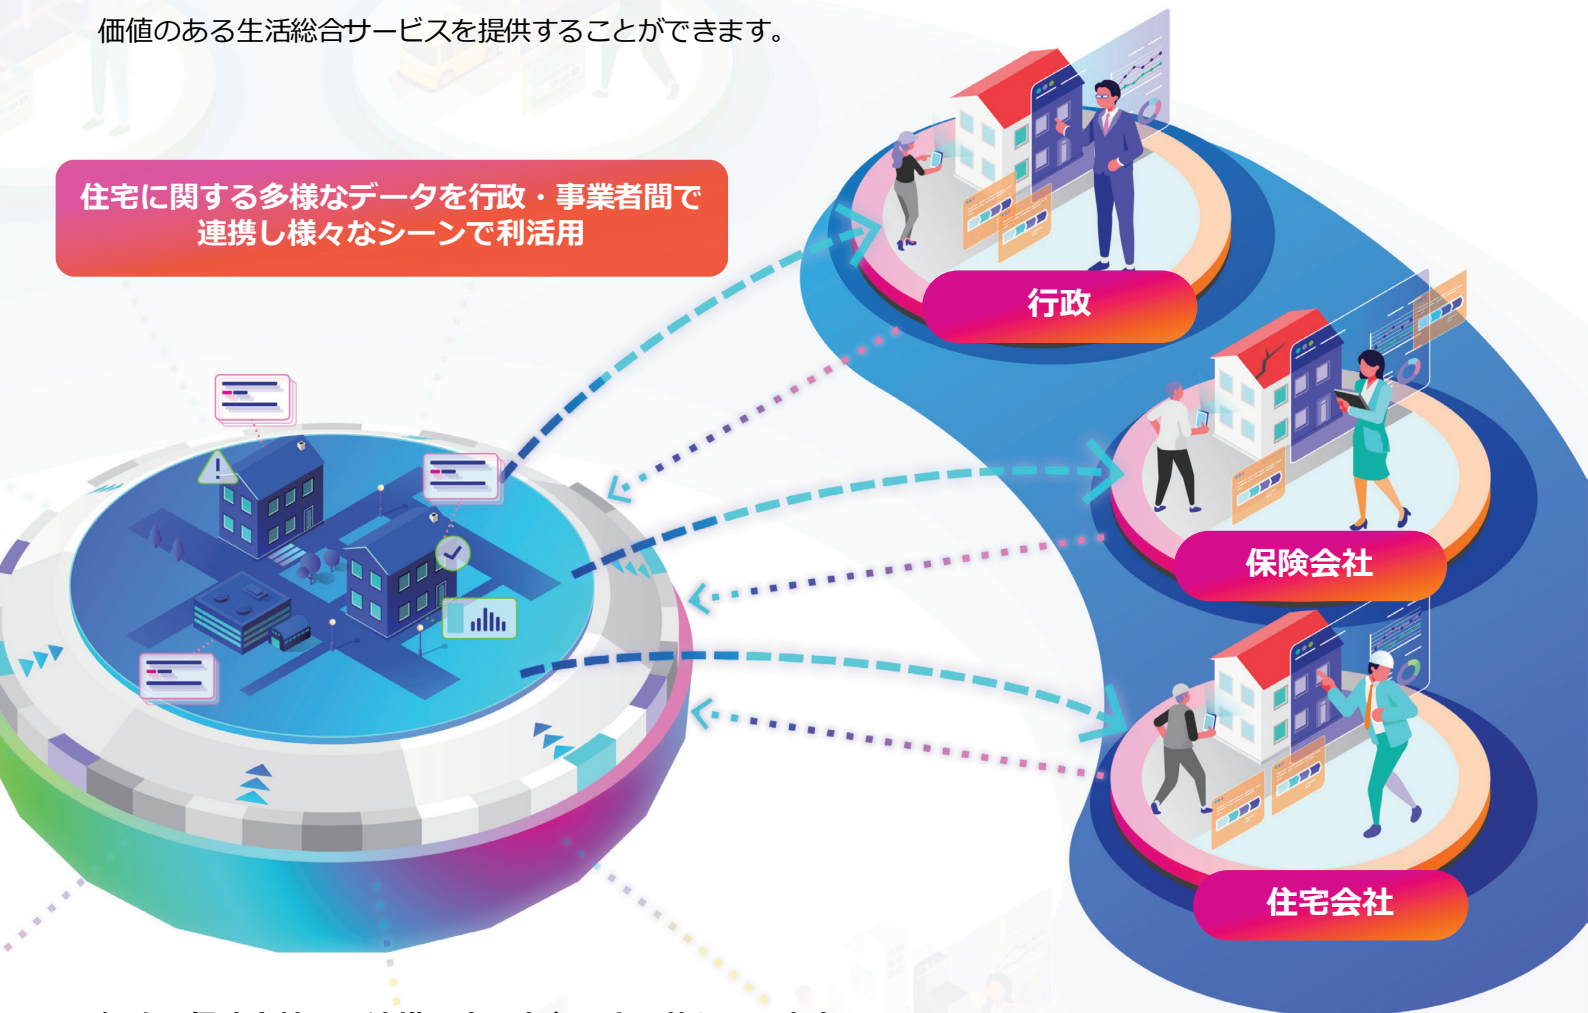 価値のある生活総合サービスを提供することができます。
住宅に関する多様なデータを行政・事業者間で
連携し様々なシーンで利活用
行政
保険会社
住宅会社